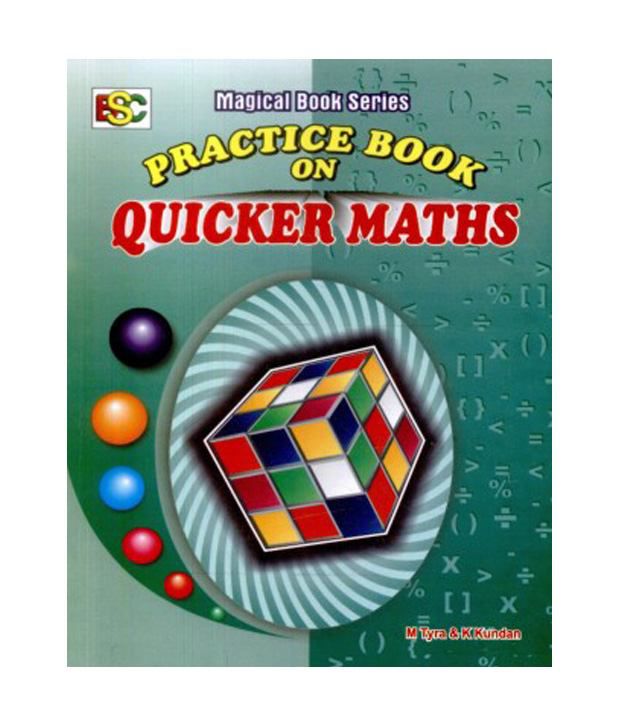 BSC
Magical Book Series
PRACTICE BOOK
ON
QUICKER MATHS
M Tyra & K Kundan